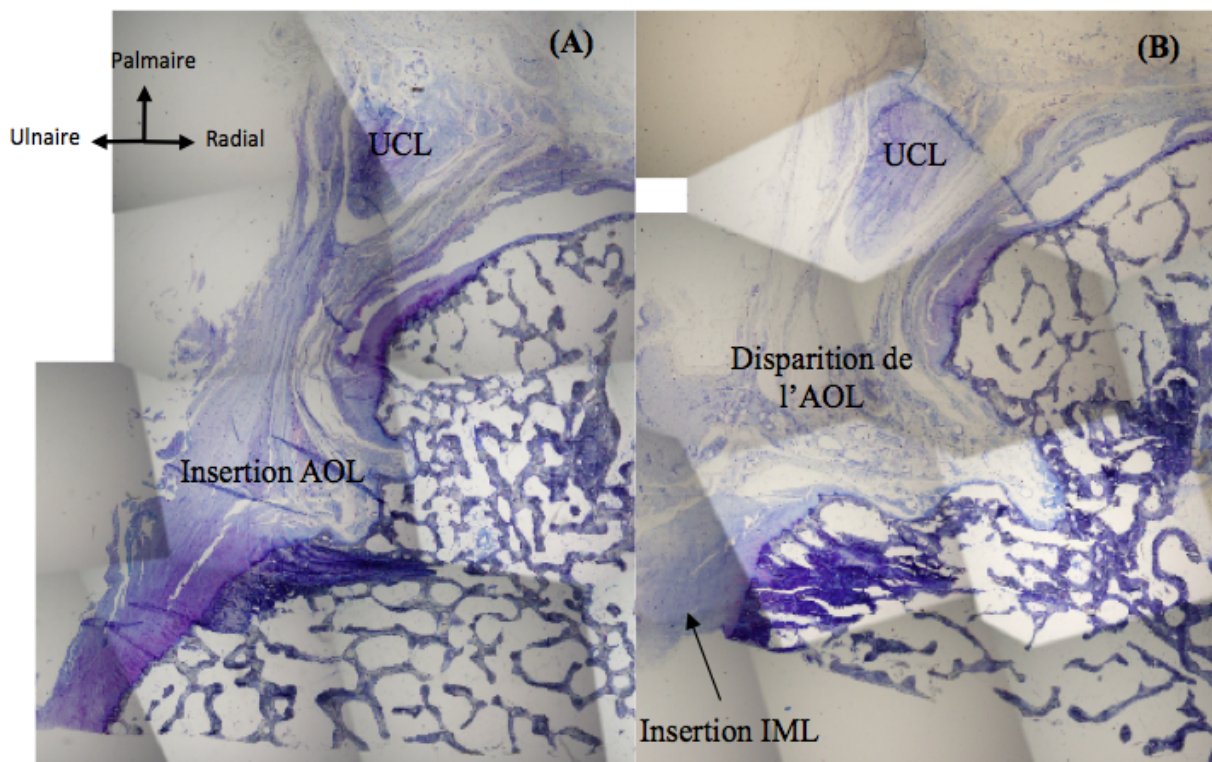 (A)
(B)
Palmaire
Ulnaire
Radial
UCL
UCL
Disparition de
l’AOL
Insertion AOL
Insertion IML